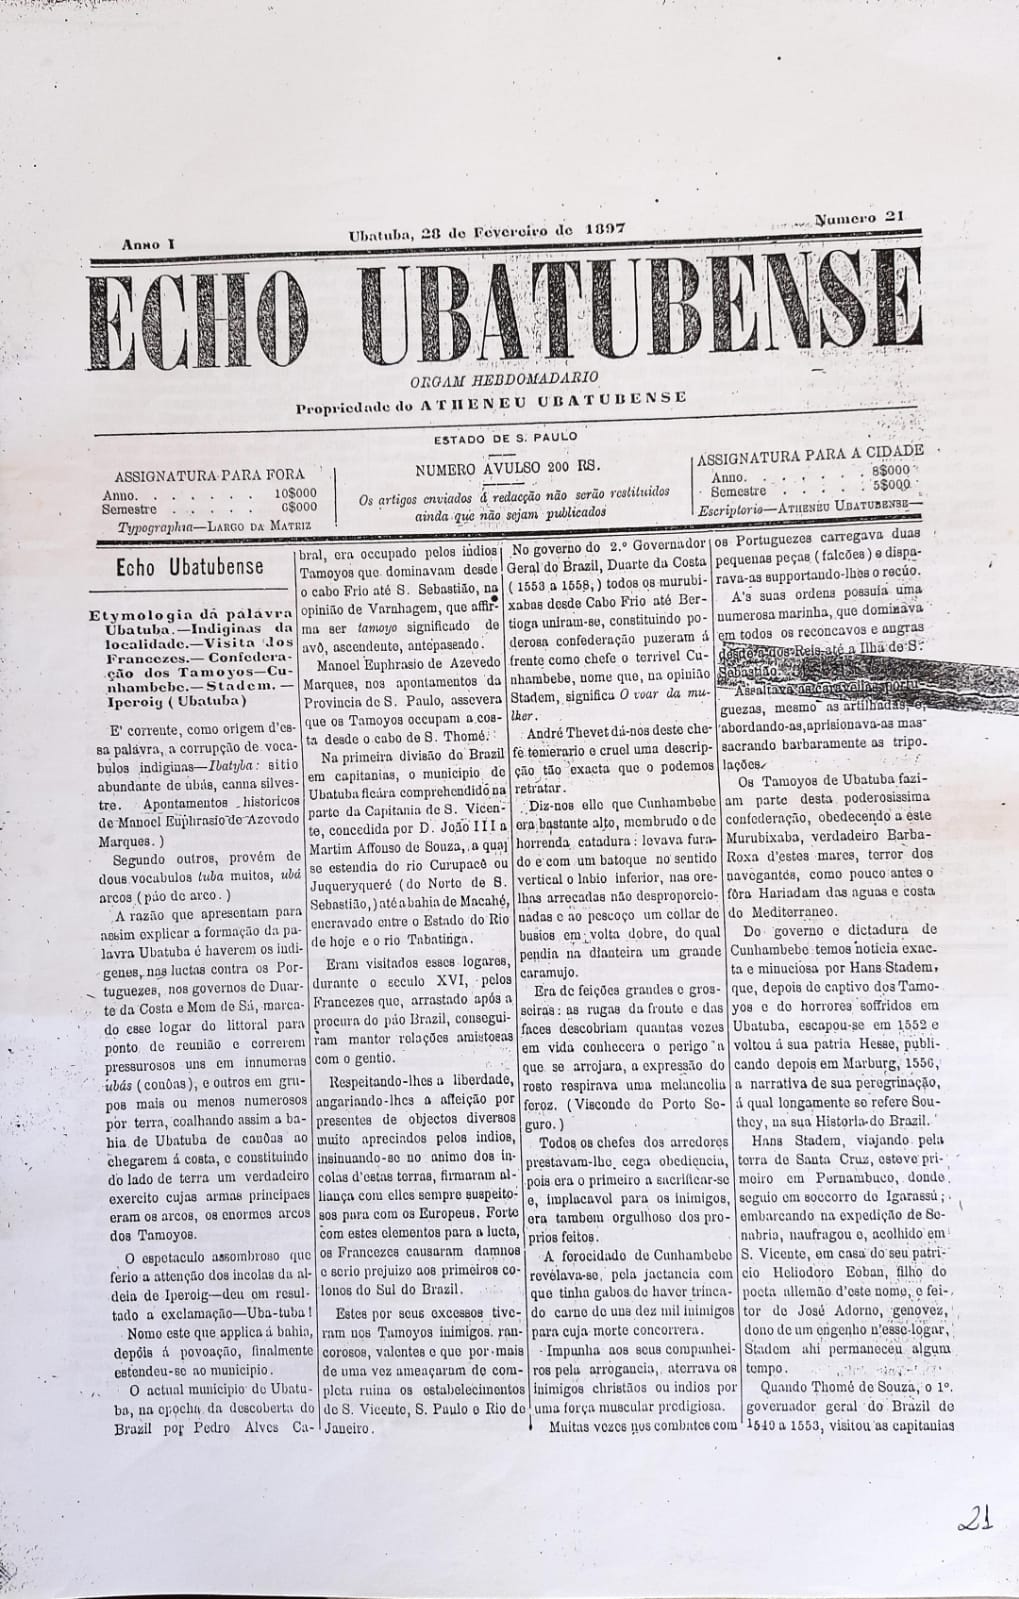 Anno I
Ubatuba, 28 de Fevereiro de 1897
Numero 21
ECHO UBATUBENSE
ORGAM HEBDOMADARIO
Propriedade do ATHENEU UBATUBENSE
ESTADO DE S. PAULO
ASSIGNATURA PARA FORA
Anno. . . . . . . 10$000
Semestre . . . . . . 6$000
Typographia—LARGO DA MATRIZ
NUMERO AVULSO 200 RS.
Os artigos enviados á redacção não serão restituidos
ainda que não sejam publicados
ASSIGNATURA PARA A CIDADE
Anno. . . . . . . 8$000
Semestre . . . . . 5$000
Escriptorio—ATHENEU UBATUBENSE—
Echo Ubatubense
Etymologia dá palavra
Ubatuba.—Indiginas da
localidade.—Visita dos
Francezes.—Confedera-
ção dos Tamoyos—Cu-
nhambebe.—Stadem.—
Iperoig (Ubatuba)
E' corrente, como origem d'es-
sa palavra, a corrupção de voca-
bulos indiginas—Ibatyba: sitio
abundante de ubás, canna silves-
tre. Apontamentos historicos
de Manoel Euphrasio de Azevedo
Marques.)
Segundo outros, provém de
dous vocabulos tuba muitos, ubá
arcos (páo de arco.)
A razão que apresentam para
assim explicar a formação da pa-
lavra Ubatuba é haverem os indi-
genes, nas luctas contra os Por-
tuguezes, nos governos de Duar-
te da Costa e Mem de Sá, marca-
do esse logar do littoral para
ponto de reunião e correrem
pressurosos uns em innumeras
ubás (conôas), e outros em gru-
pos mais ou menos numerosos
por terra, coalhando assim a ba-
hia de Ubatuba de canôas ao
chegarem á costa, e constituindo
do lado de terra um verdadeiro
exercito cujas armas principaes
eram os arcos, os enormes arcos
dos Tamoyos.
O espetaculo assombroso que
ferio a attenção dos incolas da al-
deia de Iperoig—deu em resul-
tado a exclamação—Uba-tuba!
Nome este que applica á bahia,
depóis á povoação, finalmente
estendeu-se ao municipio.
O actual municipio de Ubatu-
ba, na epocha da descoberta do
Brazil por Pedro Alves Ca-
bral, era occupado pelos indios
Tamoyos que dominavam desde
o cabo Frio até S. Sebastião, na
opinião de Varnhagem, que affir-
ma ser tamoyo significado de
avô, ascendente, antepasado.
Manoel Euphrasio de Azevedo
Marques, nos apontamentos da
Provincia de S. Paulo, assevera
que os Tamoyos occupam a cos-
ta desde o cabo de S. Thomé.
Na primeira divisão do Brazil
em capitanias, o municipio de
Ubatuba ficára comprehendido na
parte da Capitania de S. Vicen-
te, concedida por D. João III a
Martim Affonso de Souza, a qual
se estendia do rio Curupacê ou
Juqueryqueré (do Norte de S.
Sebastião,) até a bahia de Macahé,
encravado entre o Estado do Rio
de hoje e o rio Tabatinga.
Eram visitados esses logares,
durante o seculo XVI, pelos
Francezes que, arrastado após a
procura do páo Brazil, consegui-
ram manter relações amistosas
com o gentio.
Respeitando-lhes a liberdade,
angariando-lhes a affeição por
presentes de objectos diversos
muito apreciados pelos indios,
insinuando-se no animo dos in-
colas d'estas terras, firmaram al-
liança com elles sempre suspeito-
sos para com os Europeus. Forte
com estes elementos para a lucta,
os Francezes causaram damnos
e serio prejuizo aos primeiros co-
lonos do Sul do Brazil.
Estes por seus excessos tive-
ram nos Tamoyos inimigos, ran-
corosos, valentes e que por mais
de uma vez ameaçaram de com-
pleta ruina os estabelecimentos
de S. Vicente, S. Paulo e Rio de
Janeiro.
No governo do 2.º Governador
Geral do Brazil, Duarte da Costa
(1553 a 1558,) todos os murubi-
xabas desde Cabo Frio até Ber-
tioga uniram-se, constituindo po-
derosa confederação puzeram á
frente como chefe o terrivel Cu-
nhambebe, nome que, na opinião
Stadem, significa O voar da mu-
lher.
André Thevet dá-nos deste che-
fe temerario e cruel uma descrip-
ção tão exacta que o podemos
retratar.
Diz-nos elle que Cunhambebe
era bastante alto, membrudo e de
horrenda catadura: levava fura-
do e com um batoque no sentido
vertical o labio inferior, nas ore-
lhas arrecadas não desproporcio-
nadas e ao pescoço um collar de
busios em volta dobre, do qual
pendia na dianteira um grande
caramujo.
Era de feições grandes e gros-
seiras: as rugas da fronte e das
faces descobriam quantas vezes
em vida conhecera o perigo a
que se arrojara, a expressão do
rosto respirava uma melancolia
feroz. (Visconde de Porto Se-
guro.)
Todos os chefes dos arredores
prestavam-lhe cega obediencia,
pois era o primeiro a sacrificar-se
e, implacavel para os inimigos,
era tambem orgulhoso dos pro-
prios feitos.
A forocidade de Cunhambebe
revelava-se, pela jactancia com
que tinha gabos de haver trinca-
do carne de uns dez mil inimigos
para cuja morte concorrera.
Impunha aos seus companhei-
ros pela arrogancia, aterrava os
inimigos christãos ou indios por
uma força muscular predigiosa.
Muitas vezes nos combates com
os Portuguezes carregava duas
pequenas peças (falcões) e dispa-
rava-as supportando-lhes o recúo.
A's suas ordens possuia uma
numerosa marinha, que dominava
em todos os reconcavos e angras
desde a dos Reis até a Ilha de S.
Sebastião.
Assaltava as caravellas portu-
guezas, mesmo as artilhadas, e,
abordando-as, aprisionava-as mas-
sacrando barbaramente as tripo-
lações.
Os Tamoyos de Ubatuba fazi-
am parte desta poderosissima
confederação, obedecendo a este
Murubixaba, verdadeiro Barba-
Roxa d'estes mares, terror dos
navegantés, como pouco antes o
fôra Hariadam das aguas e costa
do Mediterraneo.
Do governo e dictadura de
Cunhambebe temos noticia exac-
ta e minuciosa por Hans Stadem,
que, depois de captivo dos Tamo-
yos e de horrores soffridos em
Ubatuba, escapou-se em 1552 e
voltou á sua patria Hesse, publi-
cando depois em Marburg, 1556,
a narrativa de sua peregrinação,
á qual longamente se refere Sou-
they, na sua Historia do Brazil.
Hans Stadem, viajando pela
terra de Santa Cruz, esteve pri-
meiro em Pernambuco, donde
seguio em soccorro de Igarassú;
embarcando na expedição de Se-
nabria, naufragou e, acolhido em
S. Vicente, em casa do seu patri-
cio Heliodoro Eoban, filho do
poeta allemão d'este nome, e fei-
tor de José Adorno, genovez,
dono de um engenho n'esse logar,
Stadem ahi permaneceu algum
tempo.
Quando Thomé de Souza, o 1º.
governador geral do Brazil de
1549 a 1553, visitou as capitanias
21